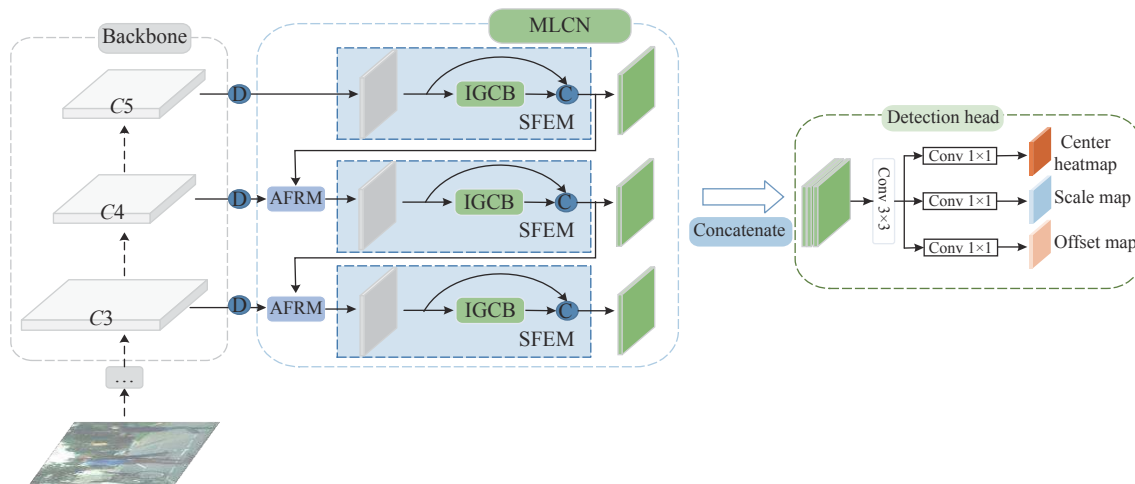 Backbone
MLCN
C5
D
IGCB
C
SFEM
Detection head
Center
heatmap
Conv 1×1
C4
D
AFRM
IGCB
C
SFEM
Concatenate
Conv 3×3
Conv 1×1
Scale map
Conv 1×1
Offset map
C3
D
AFRM
IGCB
C
SFEM
...